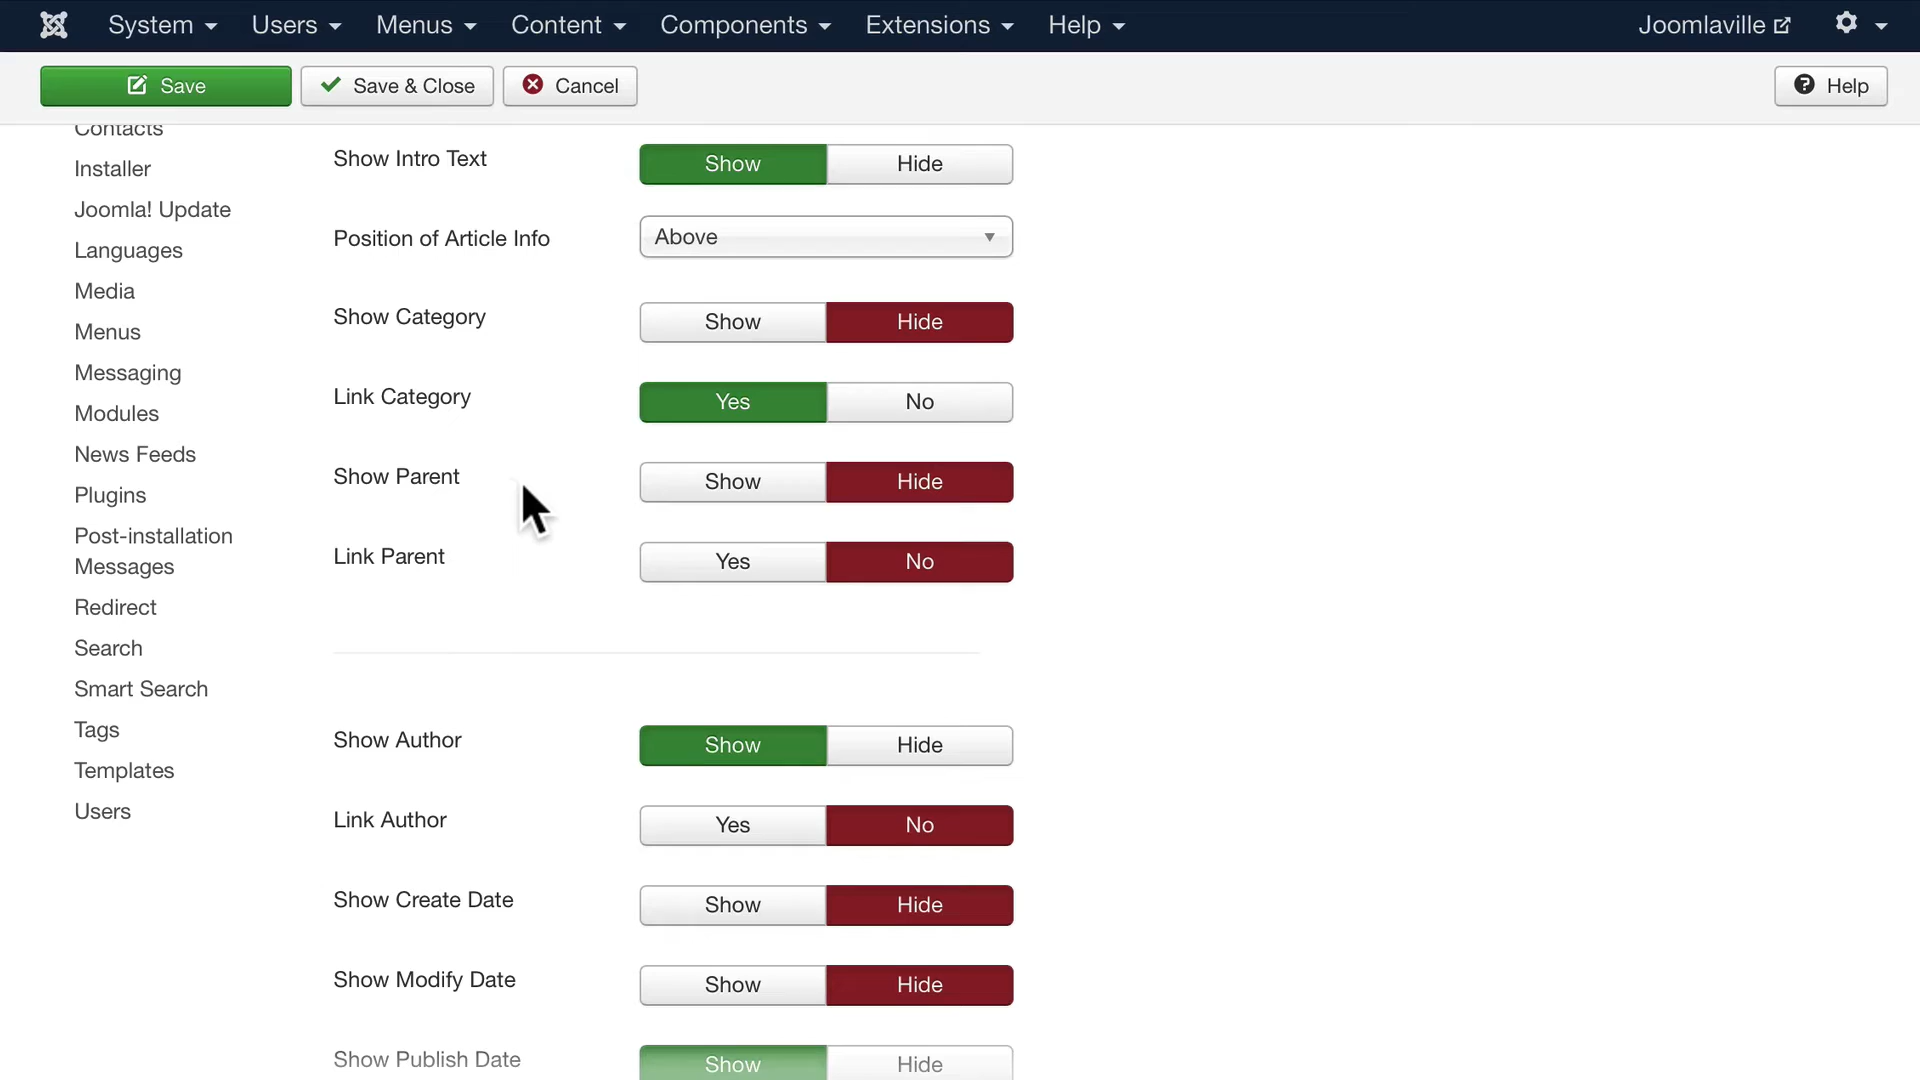 System Users Menus Content Components Extensions Help Joomlaville
Save Save & Close Cancel Help
Contacts
Installer
Joomla! Update
Languages
Media
Menus
Messaging
Modules
News Feeds
Plugins
Post-installation
Messages
Redirect
Search
Smart Search
Tags
Templates
Users
Show Intro Text Show Hide
Position of Article Info Above
Show Category Show Hide
Link Category Yes No
Show Parent Show Hide
Link Parent Yes No
Show Author Show Hide
Link Author Yes No
Show Create Date Show Hide
Show Modify Date Show Hide
Show Publish Date Show Hide